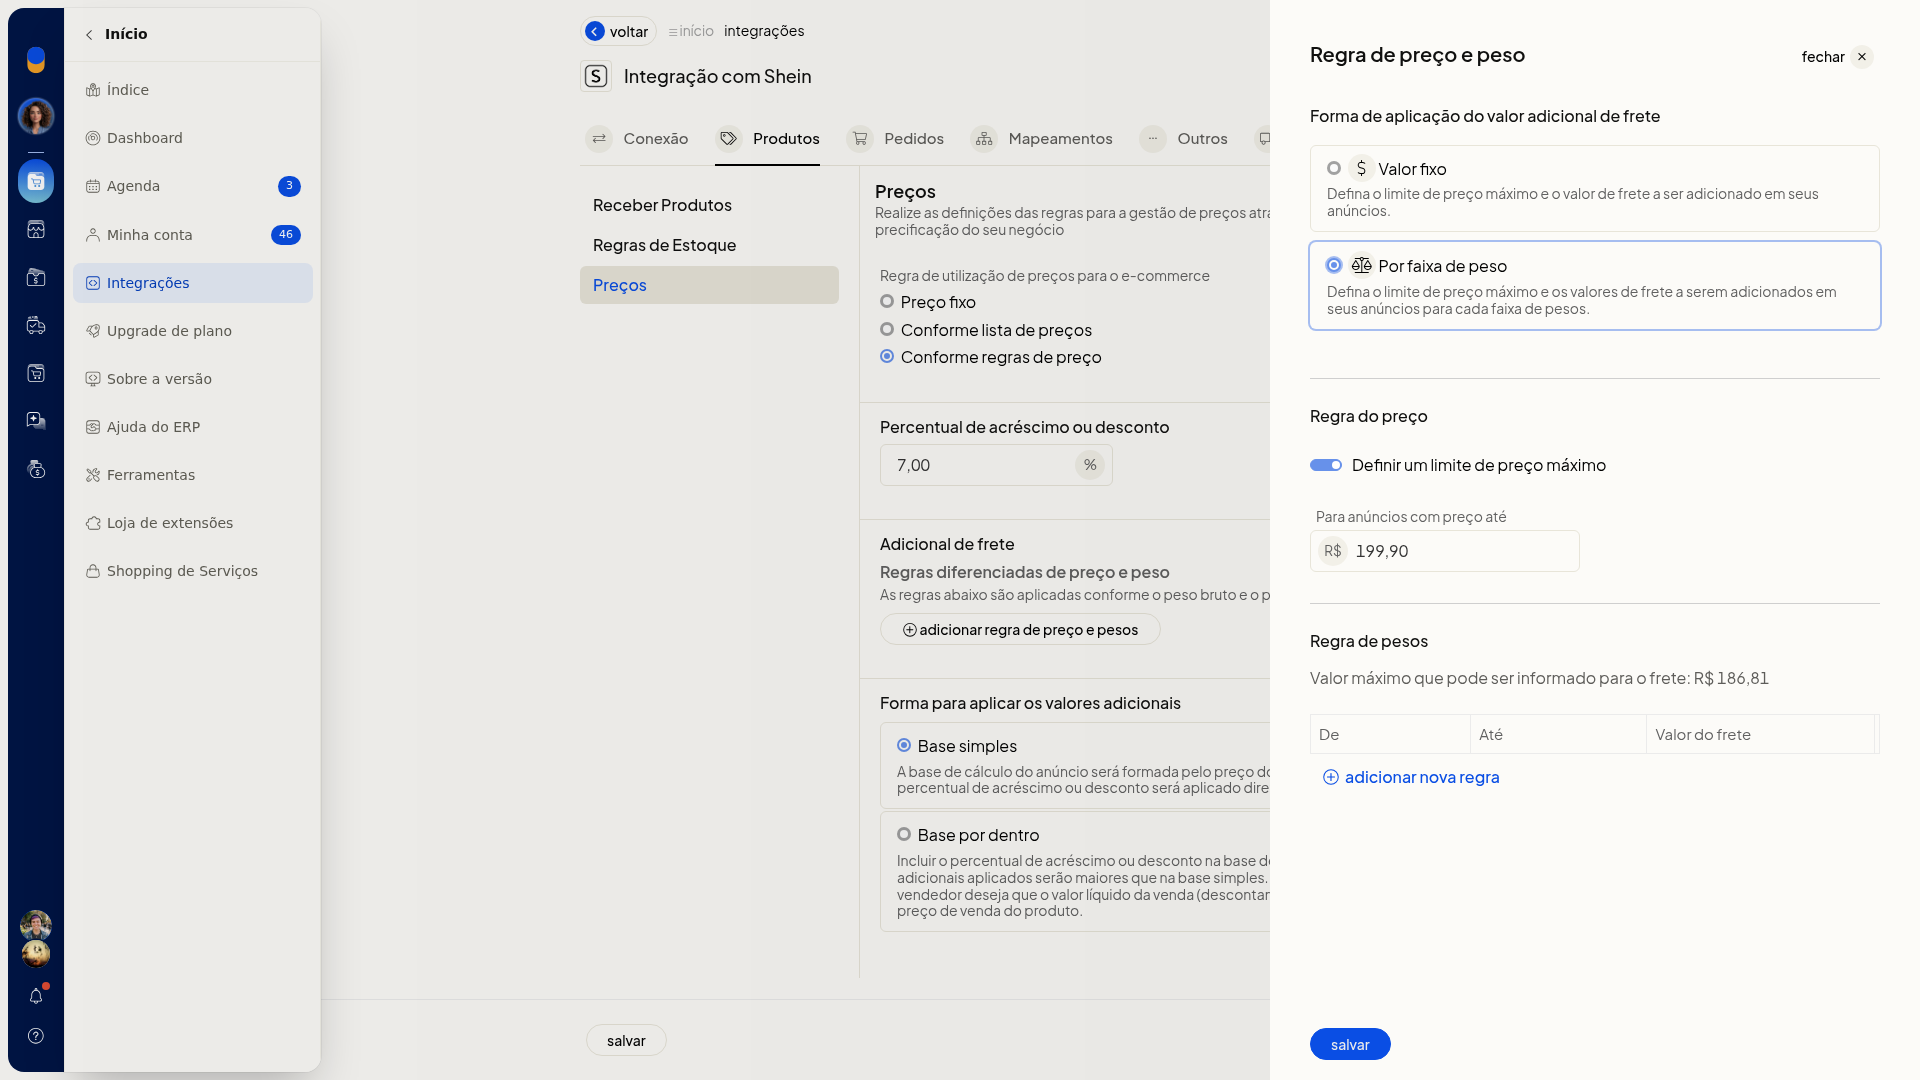 Início
Índice
Dashboard
Agenda
3
Minha conta
46
Integrações
Upgrade de plano
Sobre a versão
Ajuda do ERP
Ferramentas
Loja de extensões
Shopping de Serviços
voltar
início
integrações
S
Integração com Shein
Conexão
Produtos
Pedidos
Mapeamentos
Outros
Receber Produtos
Regras de Estoque
Preços
Preços
Realize as definições das regras para a gestão de preços atra
precificação do seu negócio
Regra de utilização de preços para o e-commerce
Preço fixo
Conforme lista de preços
Conforme regras de preço
Percentual de acréscimo ou desconto
7,00
%
Adicional de frete
Regras diferenciadas de preço e peso
As regras abaixo são aplicadas conforme o peso bruto e o p
adicionar regra de preço e pesos
Forma para aplicar os valores adicionais
Base simples
A base de cálculo do anúncio será formada pelo preço do
percentual de acréscimo ou desconto será aplicado dire
Base por dentro
Incluir o percentual de acréscimo ou desconto na base de
adicionais aplicados serão maiores que na base simples.
vendedor deseja que o valor líquido da venda (descontan
preço de venda do produto.
salvar
Regra de preço e peso
fechar
Forma de aplicação do valor adicional de frete
$
Valor fixo
Defina o limite de preço máximo e o valor de frete a ser adicionado em seus
anúncios.
Por faixa de peso
Defina o limite de preço máximo e os valores de frete a serem adicionados em
seus anúncios para cada faixa de pesos.
Regra do preço
Definir um limite de preço máximo
Para anúncios com preço até
R$
199,90
Regra de pesos
Valor máximo que pode ser informado para o frete: R$ 186,81
De
Até
Valor do frete
adicionar nova regra
salvar